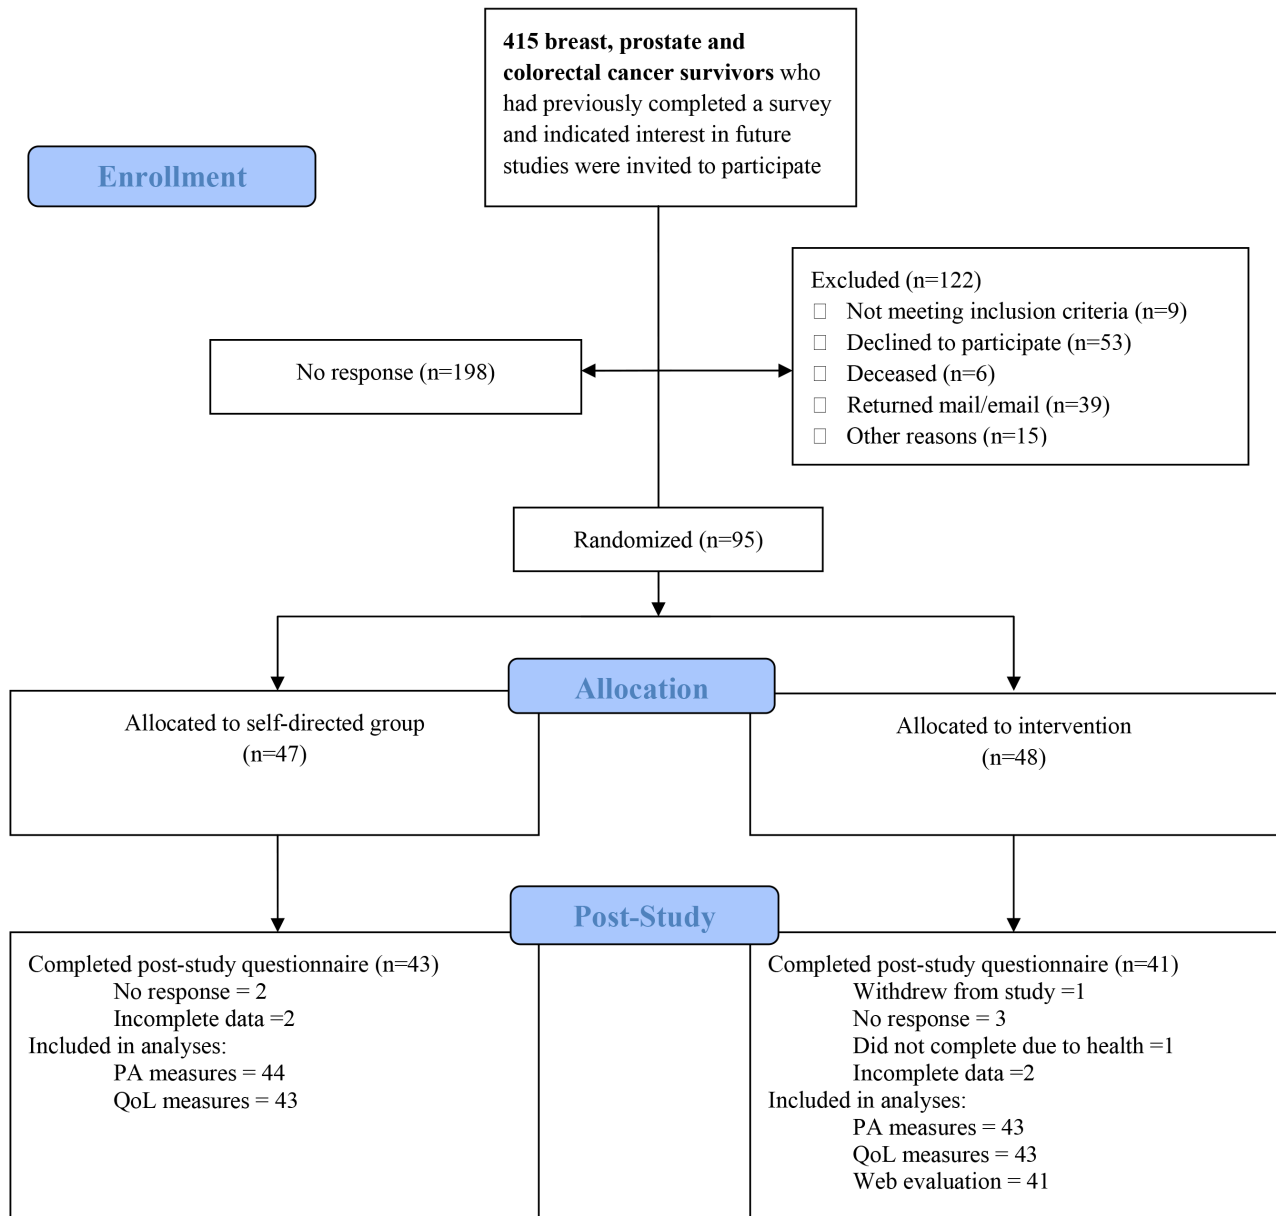 415 breast, prostate and
colorectal cancer survivors who
had previously completed a survey
and indicated interest in future
studies were invited to participate
Enrollment
Excluded (n=122)
Not meeting inclusion criteria (n=9)
Declined to participate (n=53)
Deceased (n=6)
Returned mail/email (n=39)
Other reasons (n=15)
No response (n=198)
Randomized (n=95)
Allocation
Allocated to self-directed group
(n=47)
Allocated to intervention
(n=48)
Post-Study
Completed post-study questionnaire (n=43)
No response = 2
Incomplete data =2
Included in analyses:
PA measures = 44
QoL measures = 43
Completed post-study questionnaire (n=41)
Withdrew from study =1
No response = 3
Did not complete due to health =1
Incomplete data =2
Included in analyses:
PA measures = 43
QoL measures = 43
Web evaluation = 41